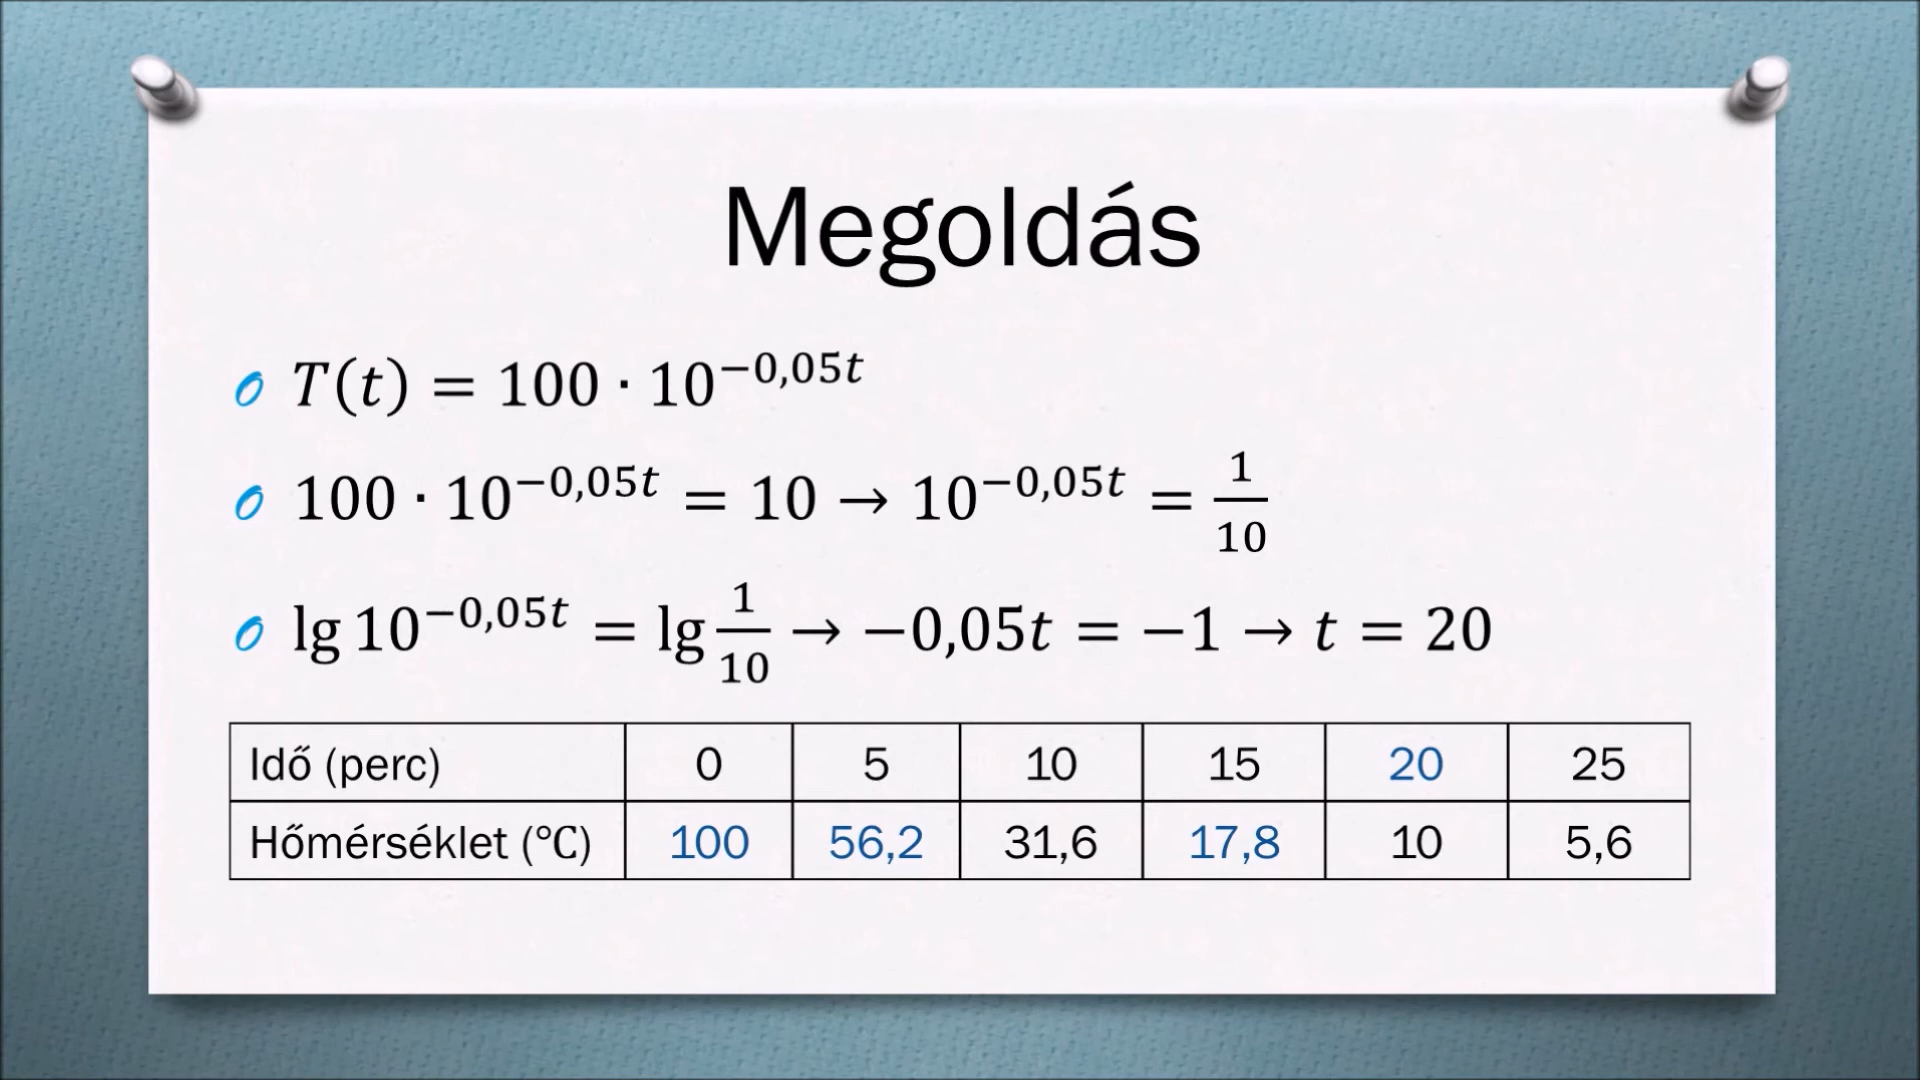 Megoldás
T(t) = 100 · 10^{−0,05t}
100 · 10^{−0,05t} = 10 → 10^{−0,05t} = \frac{1}{10}
lg 10^{−0,05t} = lg \frac{1}{10} → −0,05t = −1 → t = 20
Idő (perc) 0 5 10 15 20 25
Hőmérséklet (°C) 100 56,2 31,6 17,8 10 5,6